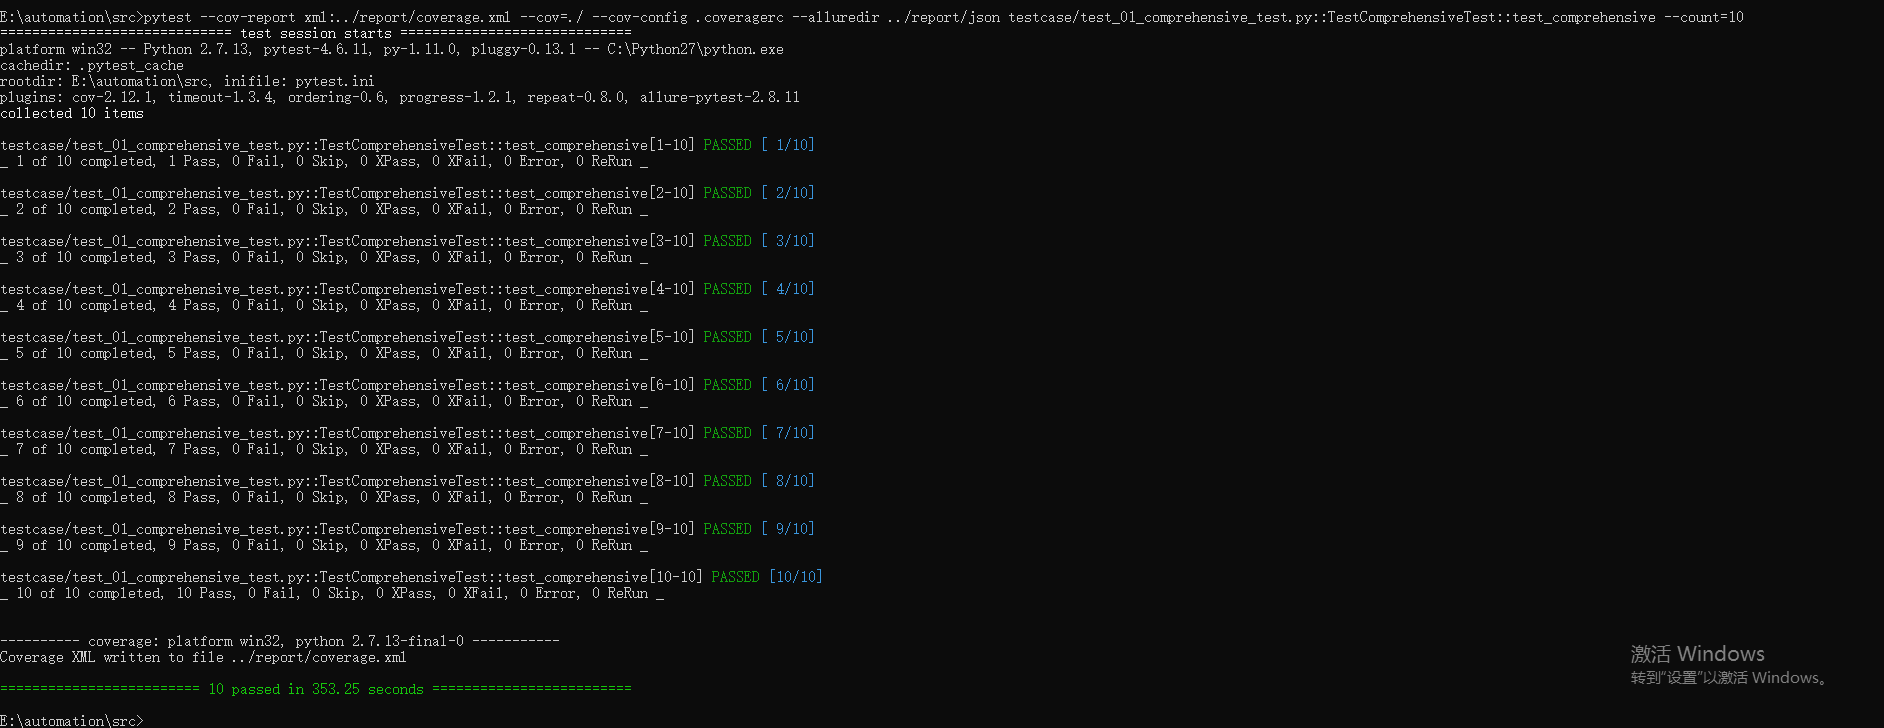 E:\automation\src>pytest --cov-report xml:../report/coverage.xml --cov=./ --cov-config .coveragerc --alluredir ../report/json testcase/test_01_comprehensive_test.py::TestComprehensiveTest::test_comprehensive --count=10
============================= test session starts =============================
platform win32 -- Python 2.7.13, pytest-4.6.11, py-1.11.0, pluggy-0.13.1 -- C:\Python27\python.exe
cachedir: .pytest_cache
rootdir: E:\automation\src, inifile: pytest.ini
plugins: cov-2.12.1, timeout-1.3.4, ordering-0.6, progress-1.2.1, repeat-0.8.0, allure-pytest-2.8.11
collected 10 items
testcase/test_01_comprehensive_test.py::TestComprehensiveTest::test_comprehensive[1-10] PASSED [ 1/10]
_ 1 of 10 completed, 1 Pass, 0 Fail, 0 Skip, 0 XPass, 0 XFail, 0 Error, 0 ReRun _
testcase/test_01_comprehensive_test.py::TestComprehensiveTest::test_comprehensive[2-10] PASSED [ 2/10]
_ 2 of 10 completed, 2 Pass, 0 Fail, 0 Skip, 0 XPass, 0 XFail, 0 Error, 0 ReRun _
testcase/test_01_comprehensive_test.py::TestComprehensiveTest::test_comprehensive[3-10] PASSED [ 3/10]
_ 3 of 10 completed, 3 Pass, 0 Fail, 0 Skip, 0 XPass, 0 XFail, 0 Error, 0 ReRun _
testcase/test_01_comprehensive_test.py::TestComprehensiveTest::test_comprehensive[4-10] PASSED [ 4/10]
_ 4 of 10 completed, 4 Pass, 0 Fail, 0 Skip, 0 XPass, 0 XFail, 0 Error, 0 ReRun _
testcase/test_01_comprehensive_test.py::TestComprehensiveTest::test_comprehensive[5-10] PASSED [ 5/10]
_ 5 of 10 completed, 5 Pass, 0 Fail, 0 Skip, 0 XPass, 0 XFail, 0 Error, 0 ReRun _
testcase/test_01_comprehensive_test.py::TestComprehensiveTest::test_comprehensive[6-10] PASSED [ 6/10]
_ 6 of 10 completed, 6 Pass, 0 Fail, 0 Skip, 0 XPass, 0 XFail, 0 Error, 0 ReRun _
testcase/test_01_comprehensive_test.py::TestComprehensiveTest::test_comprehensive[7-10] PASSED [ 7/10]
_ 7 of 10 completed, 7 Pass, 0 Fail, 0 Skip, 0 XPass, 0 XFail, 0 Error, 0 ReRun _
testcase/test_01_comprehensive_test.py::TestComprehensiveTest::test_comprehensive[8-10] PASSED [ 8/10]
_ 8 of 10 completed, 8 Pass, 0 Fail, 0 Skip, 0 XPass, 0 XFail, 0 Error, 0 ReRun _
testcase/test_01_comprehensive_test.py::TestComprehensiveTest::test_comprehensive[9-10] PASSED [ 9/10]
_ 9 of 10 completed, 9 Pass, 0 Fail, 0 Skip, 0 XPass, 0 XFail, 0 Error, 0 ReRun _
testcase/test_01_comprehensive_test.py::TestComprehensiveTest::test_comprehensive[10-10] PASSED [10/10]
_ 10 of 10 completed, 10 Pass, 0 Fail, 0 Skip, 0 XPass, 0 XFail, 0 Error, 0 ReRun _
---------- coverage: platform win32, python 2.7.13-final-0 -----------
Coverage XML written to file ../report/coverage.xml
========================= 10 passed in 353.25 seconds =========================
E:\automation\src>
激活 Windows
转到“设置”以激活 Windows。